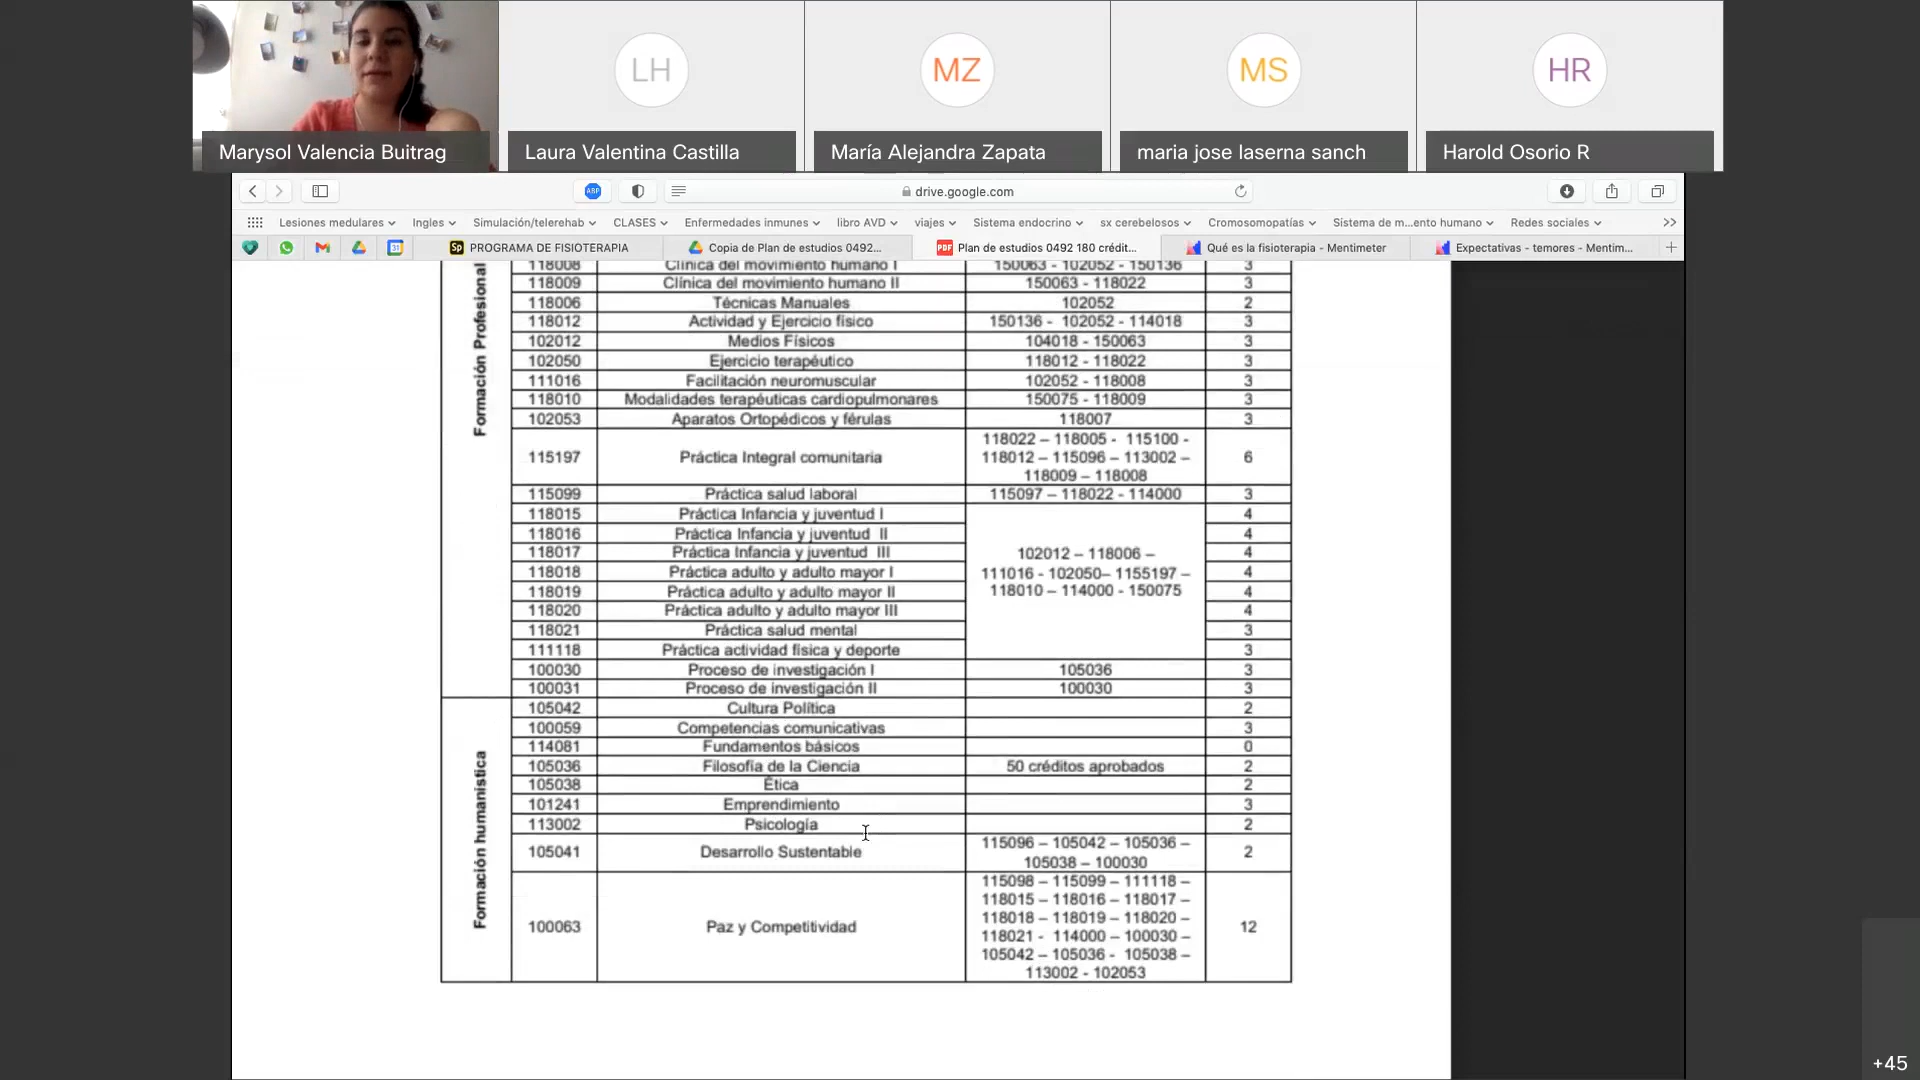 LH
MZ
MS
HR
Marysol Valencia Buitrag
Laura Valentina Castilla
María Alejandra Zapata
maria jose laserna sanch
Harold Osorio R
ABP
drive.google.com
Lesiones medulares
Ingles
Simulación/telerehab
CLASES
Enfermedades inmunes
libro AVD
viajes
Sistema endocrino
sx cerebelosos
Cromosomopatías
Sistema de m...ento humano
Redes sociales
31
Sp PROGRAMA DE FISIOTERAPIA
Copia de Plan de estudios 0492...
PDF Plan de estudios 0492 180 crédit...
Qué es la fisioterapia - Mentimeter
Expectativas - temores - Mentim...
Formación Profesional
118008 Clínica del movimiento humano I 150063 - 102052 - 150136 3
118009 Clínica del movimiento humano II 150063 - 118022 3
118006 Técnicas Manuales 102052 2
118012 Actividad y Ejercicio físico 150136 - 102052 - 114018 3
102012 Medios Físicos 104018 - 150063 3
102050 Ejercicio terapéutico 118012 - 118022 3
111016 Facilitación neuromuscular 102052 - 118008 3
118010 Modalidades terapéuticas cardiopulmonares 150075 - 118009 3
102053 Aparatos Ortopédicos y férulas 118007 3
115197 Práctica Integral comunitaria 118022 – 118005 - 115100 -
118012 – 115096 – 113002 –
118009 – 118008 6
115099 Práctica salud laboral 115097 – 118022 - 114000 3
118015 Práctica Infancia y juventud I 4
118016 Práctica Infancia y juventud II 4
118017 Práctica Infancia y juventud III 4
118018 Práctica adulto y adulto mayor I 4
118019 Práctica adulto y adulto mayor II 4
118020 Práctica adulto y adulto mayor III 4
118021 Práctica salud mental 3
111118 Práctica actividad física y deporte 3
102012 – 118006 –
111016 - 102050– 1155197 –
118010 – 114000 - 150075
100030 Proceso de investigación I 105036 3
100031 Proceso de investigación II 100030 3
Formación humanística
105042 Cultura Política 2
100059 Competencias comunicativas 3
114081 Fundamentos básicos 0
105036 Filosofía de la Ciencia 50 créditos aprobados 2
105038 Ética 2
101241 Emprendimiento 3
113002 Psicología 2
105041 Desarrollo Sustentable 115096 – 105042 – 105036 –
105038 – 100030 2
100063 Paz y Competitividad 115098 – 115099 – 111118 –
118015 – 118016 – 118017 –
118018 – 118019 – 118020 –
118021 - 114000 – 100030 –
105042 – 105036 - 105038 –
113002 - 102053 12
+45